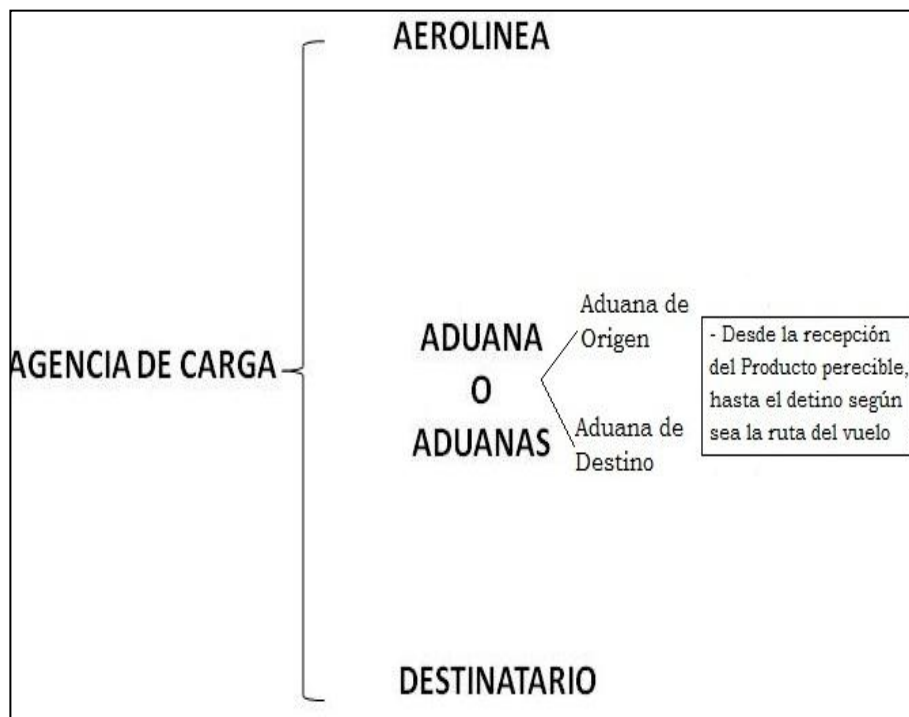 AEROLINEA
AGENCIA DE CARGA
ADUANA
O
ADUANAS
Aduana de
Origen
Aduana de
Destino
- Desde la recepción
del Producto perecible,
hasta el detino según
sea la ruta del vuelo
DESTINATARIO